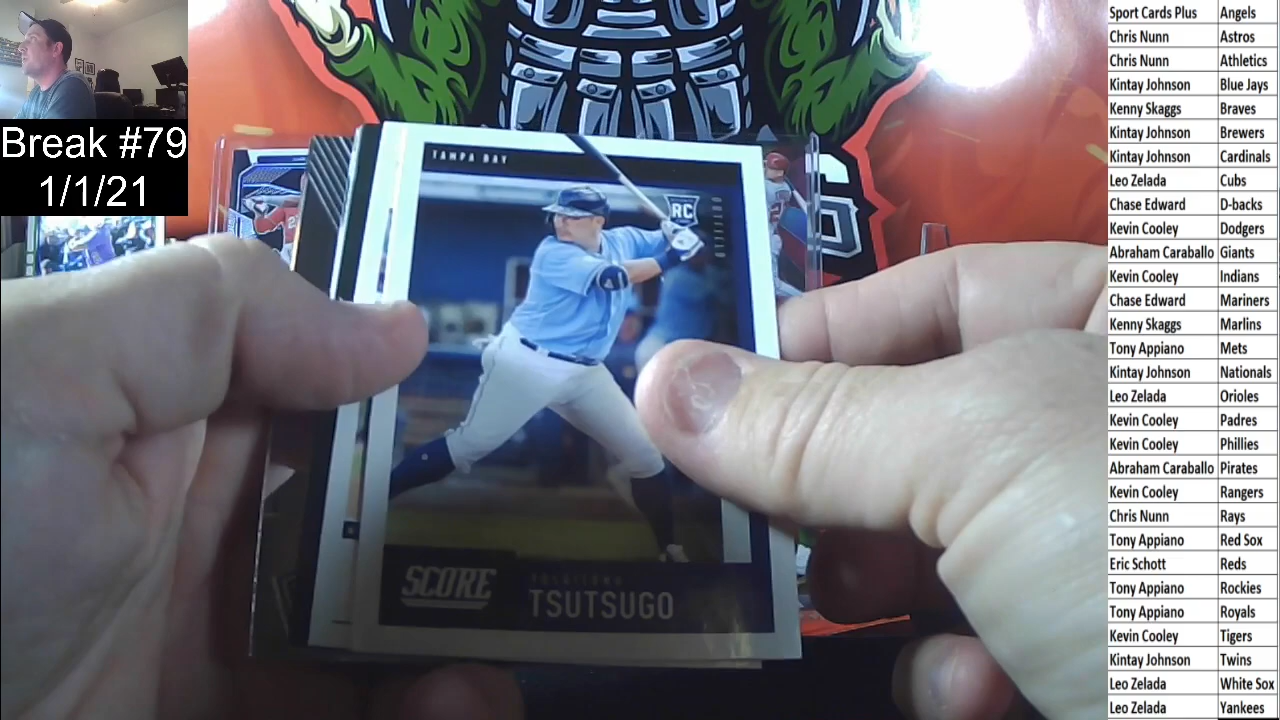 Break #79
1/1/21
TAMPA BAY
RC
SCORE
TSUTSUGO
Sport Cards Plus Angels
Chris Nunn Astros
Chris Nunn Athletics
Kintay Johnson Blue Jays
Kenny Skaggs Braves
Kintay Johnson Brewers
Kintay Johnson Cardinals
Leo Zelada Cubs
Chase Edward D-backs
Kevin Cooley Dodgers
Abraham Caraballo Giants
Kevin Cooley Indians
Chase Edward Mariners
Kenny Skaggs Marlins
Tony Appiano Mets
Kintay Johnson Nationals
Leo Zelada Orioles
Kevin Cooley Padres
Kevin Cooley Phillies
Abraham Caraballo Pirates
Kevin Cooley Rangers
Chris Nunn Rays
Tony Appiano Red Sox
Eric Schott Reds
Tony Appiano Rockies
Tony Appiano Royals
Kevin Cooley Tigers
Kintay Johnson Twins
Leo Zelada White Sox
Leo Zelada Yankees